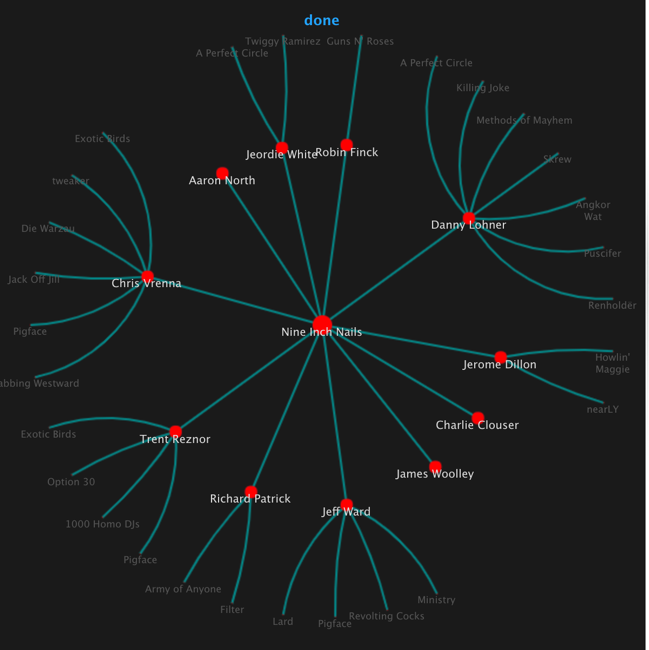 done
Twiggy Ramirez
Guns N' Roses
A Perfect Circle
A Perfect Circle
Killing Joke
Methods of Mayhem
Exotic Birds
Jeordie White
Robin Finck
Skrew
tweaker
Aaron North
Angkor
Wat
Die Warzau
Danny Lohner
Puscifer
Jack Off Jill
Chris Vrenna
Renholdër
Pigface
Nine Inch Nails
Howlin'
Maggie
Jerome Dillon
abbing Westward
nearLY
Charlie Clouser
Exotic Birds
Trent Reznor
James Woolley
Option 30
Richard Patrick
Jeff Ward
1000 Homo DJs
Pigface
Army of Anyone
Ministry
Filter
Revolting Cocks
Lard
Pigface